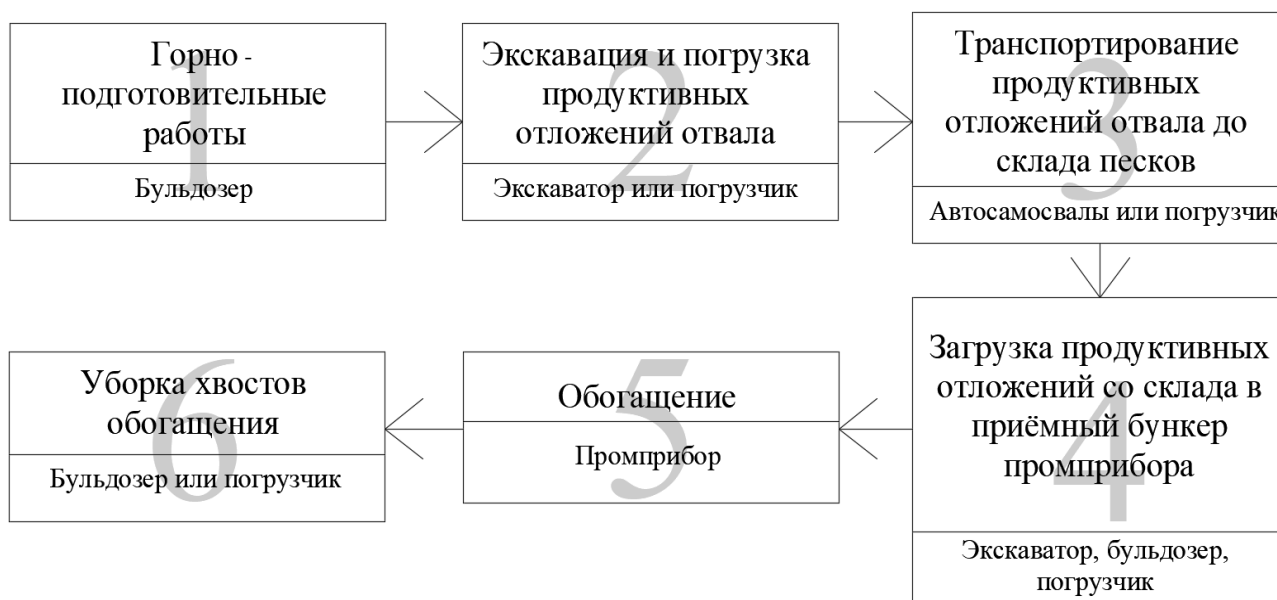 1
Горно -
подготовительные
работы
Бульдозер
2
Экскавация и погрузка
продуктивных
отложений отвала
Экскаватор или погрузчик
3
Транспортирование
продуктивных
отложений отвала до
склада песков
Автосамосвалы или погрузчик
4
Загрузка продуктивных
отложений со склада в
приёмный бункер
промприбора
Экскаватор, бульдозер,
погрузчик
5
Обогащение
Промприбор
6
Уборка хвостов
обогащения
Бульдозер или погрузчик